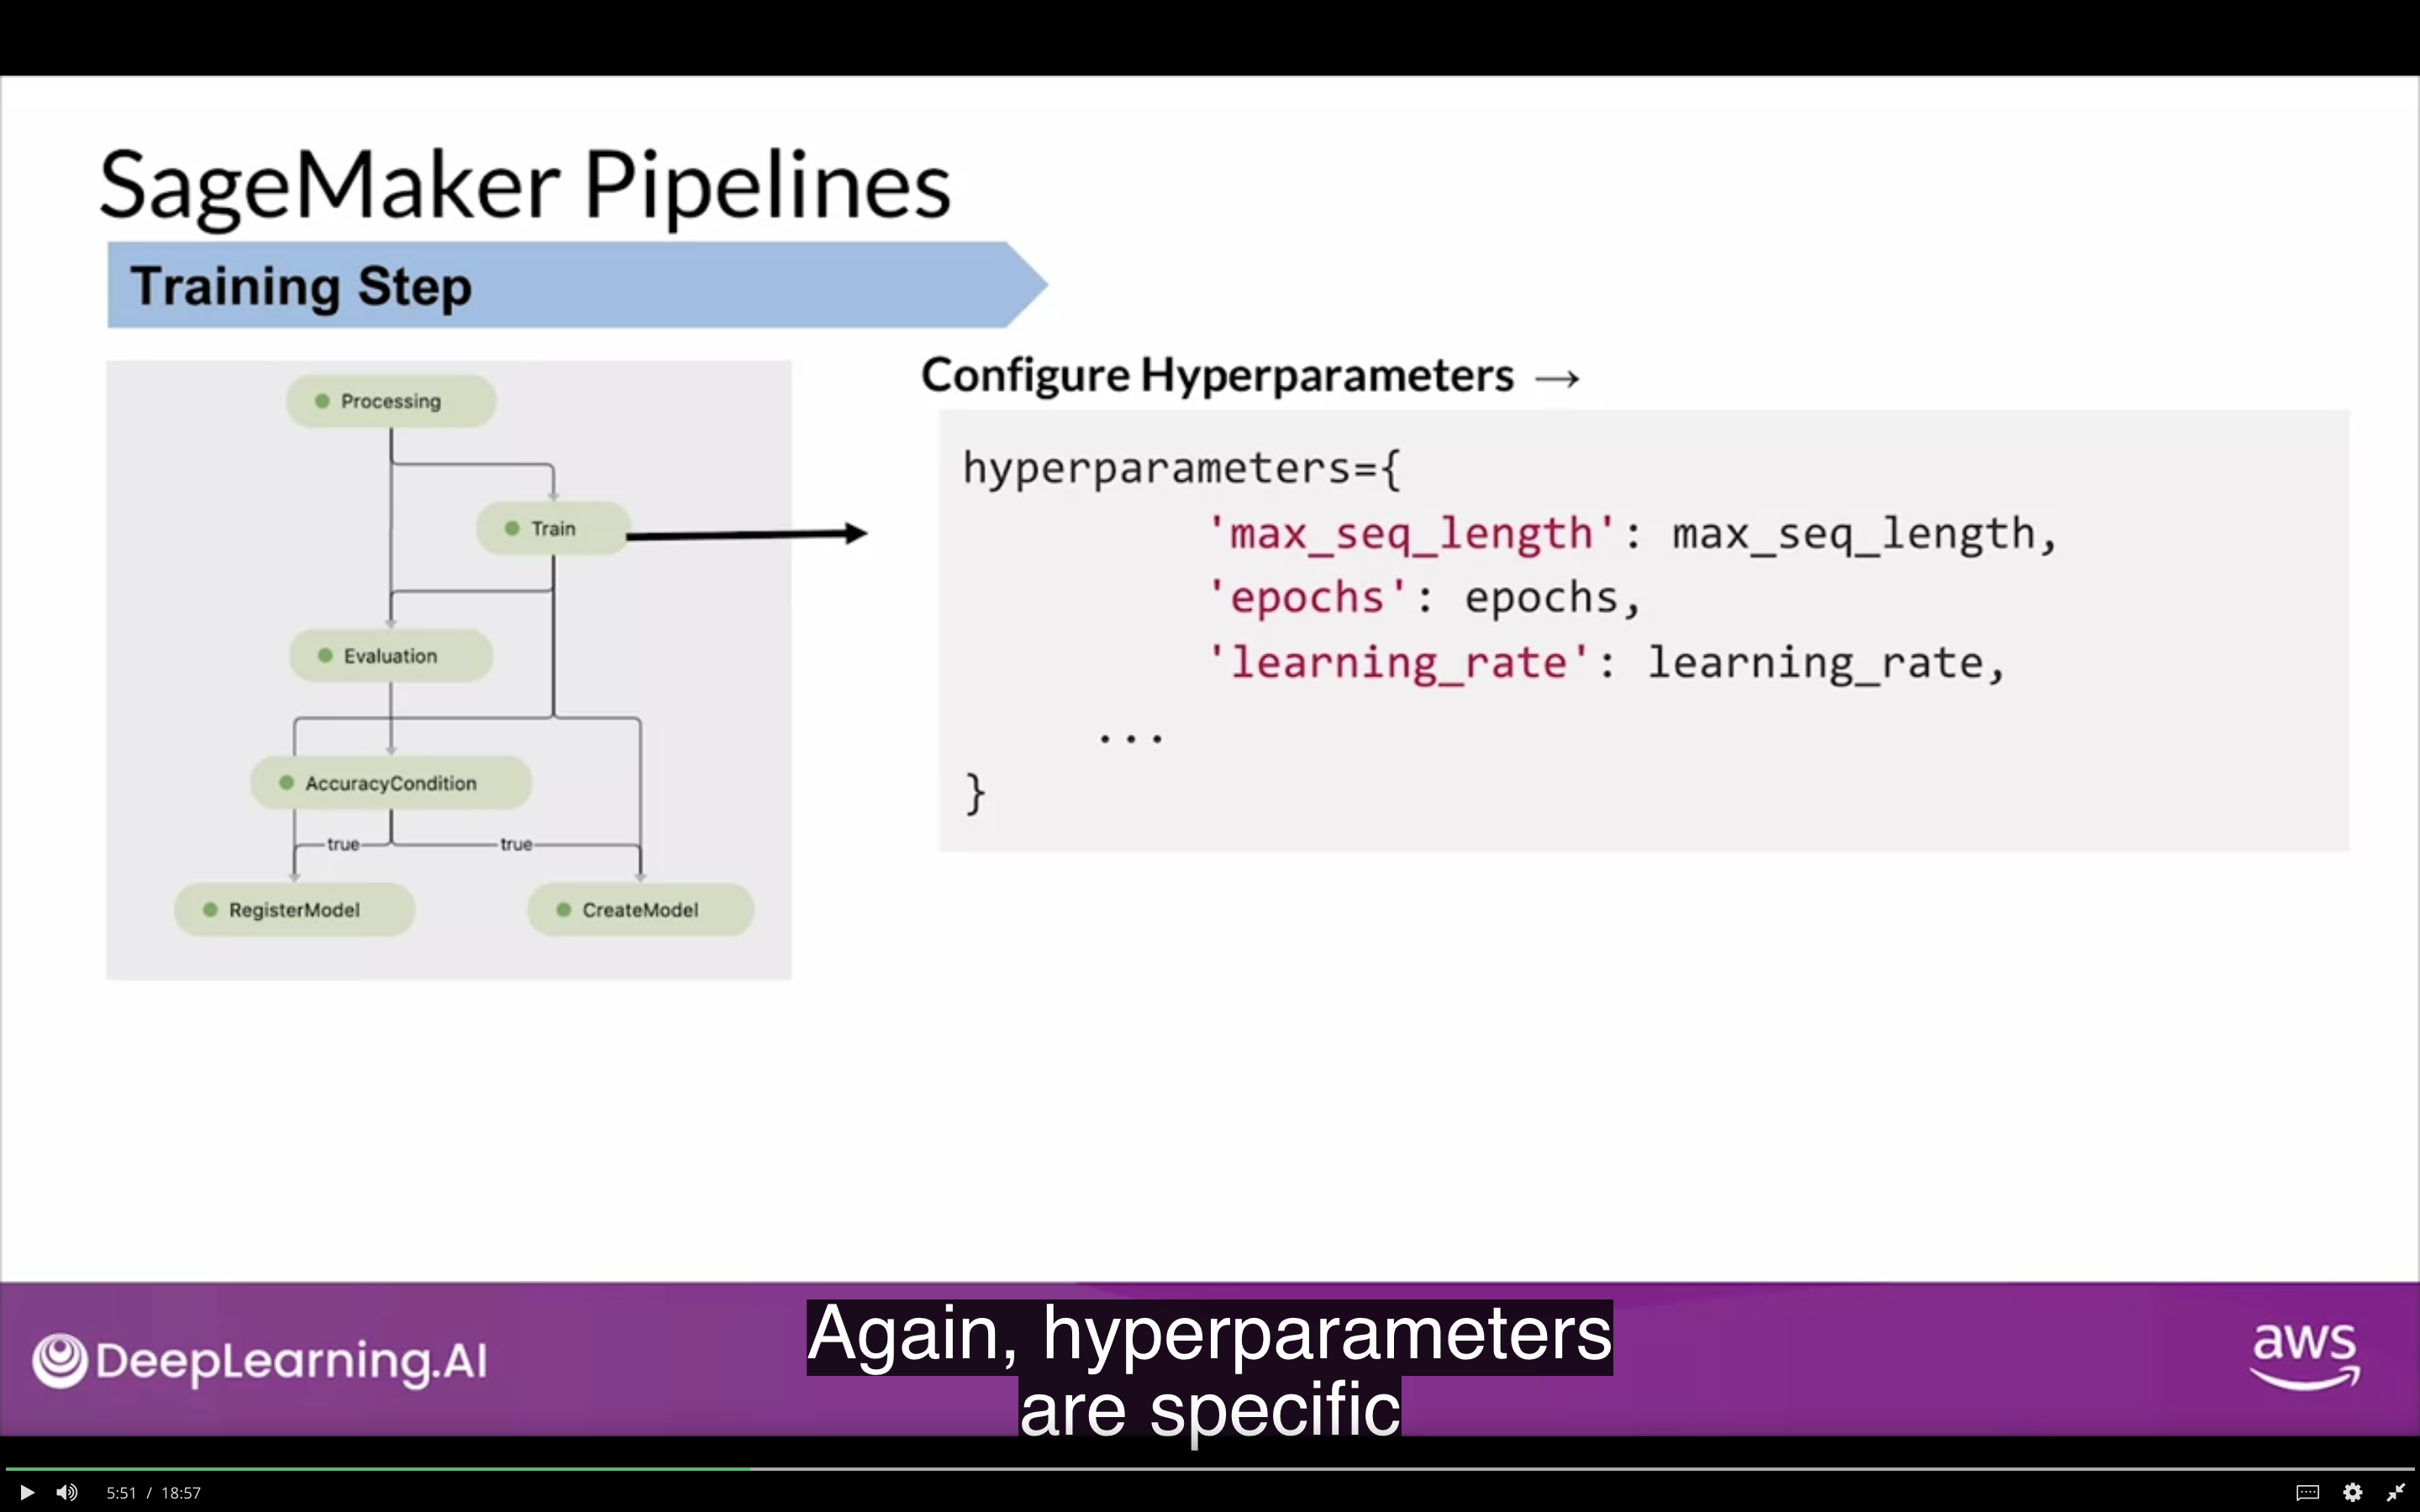 SageMaker Pipelines
Training Step
Processing
Train
Evaluation
AccuracyCondition
true
true
RegisterModel
CreateModel
Configure Hyperparameters →
hyperparameters={
'max_seq_length': max_seq_length,
'epochs': epochs,
'learning_rate': learning_rate,
...
}
DeepLearning.AI
Again, hyperparameters
are specific
aws
5:51 / 18:57